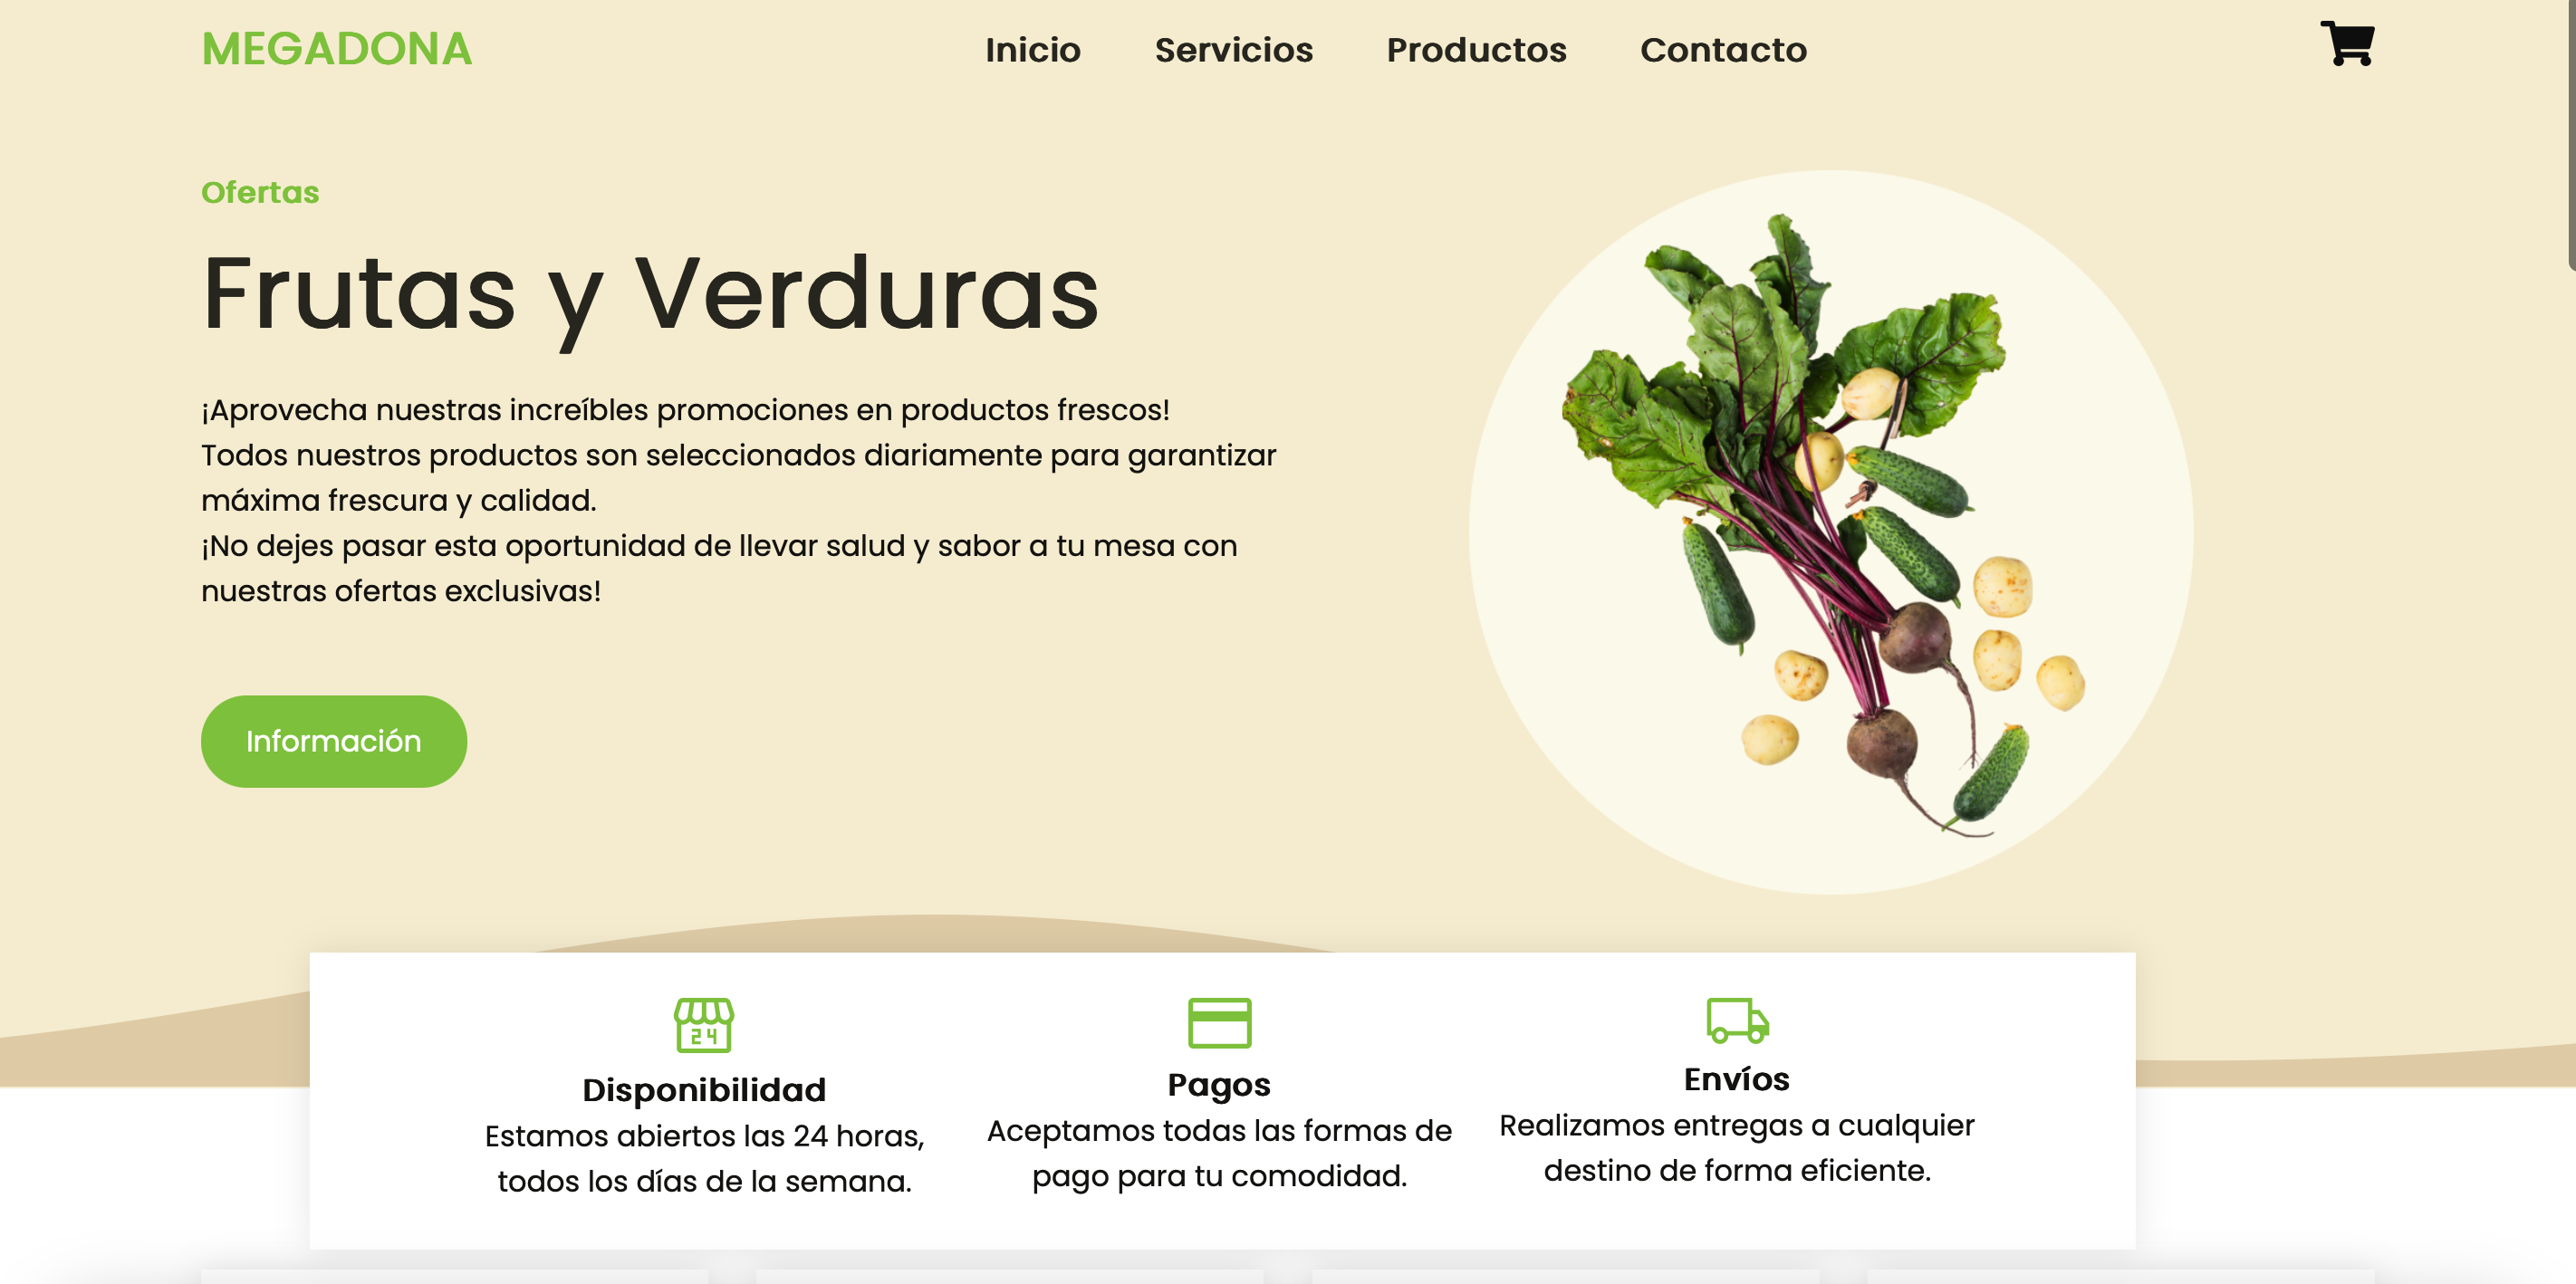 MEGADONA
Inicio Servicios Productos Contacto
Ofertas
Frutas y Verduras
¡Aprovecha nuestras increíbles promociones en productos frescos!
Todos nuestros productos son seleccionados diariamente para garantizar
máxima frescura y calidad.
¡No dejes pasar esta oportunidad de llevar salud y sabor a tu mesa con
nuestras ofertas exclusivas!
Información
24
Disponibilidad
Estamos abiertos las 24 horas,
todos los días de la semana.
Pagos
Aceptamos todas las formas de
pago para tu comodidad.
Envíos
Realizamos entregas a cualquier
destino de forma eficiente.